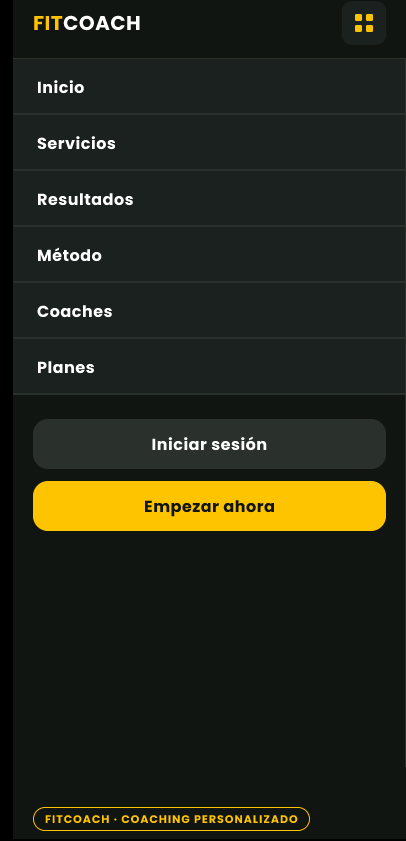 FITCOACH
Inicio
Servicios
Resultados
Método
Coaches
Planes
Iniciar sesión
Empezar ahora
FITCOACH · COACHING PERSONALIZADO